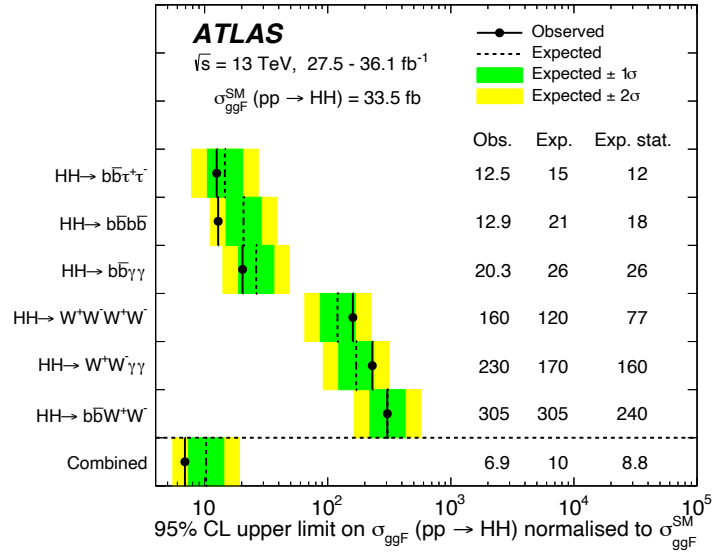 ATLAS
√s = 13 TeV, 27.5 - 36.1 fb⁻¹
σ^SM_ggF (pp → HH) = 33.5 fb
Observed
Expected
Expected ± 1σ
Expected ± 2σ
Obs. Exp. Exp. stat.
HH→ bb̅τ⁺τ⁻ 12.5 15 12
HH→ bb̅bb̅ 12.9 21 18
HH→ bb̅γγ 20.3 26 26
HH→ W⁺W⁻W⁺W⁻ 160 120 77
HH→ W⁺W⁻γγ 230 170 160
HH→ bb̅W⁺W⁻ 305 305 240
Combined 6.9 10 8.8
10 10² 10³ 10⁴ 10⁵
95% CL upper limit on σ_ggF (pp → HH) normalised to σ^SM_ggF